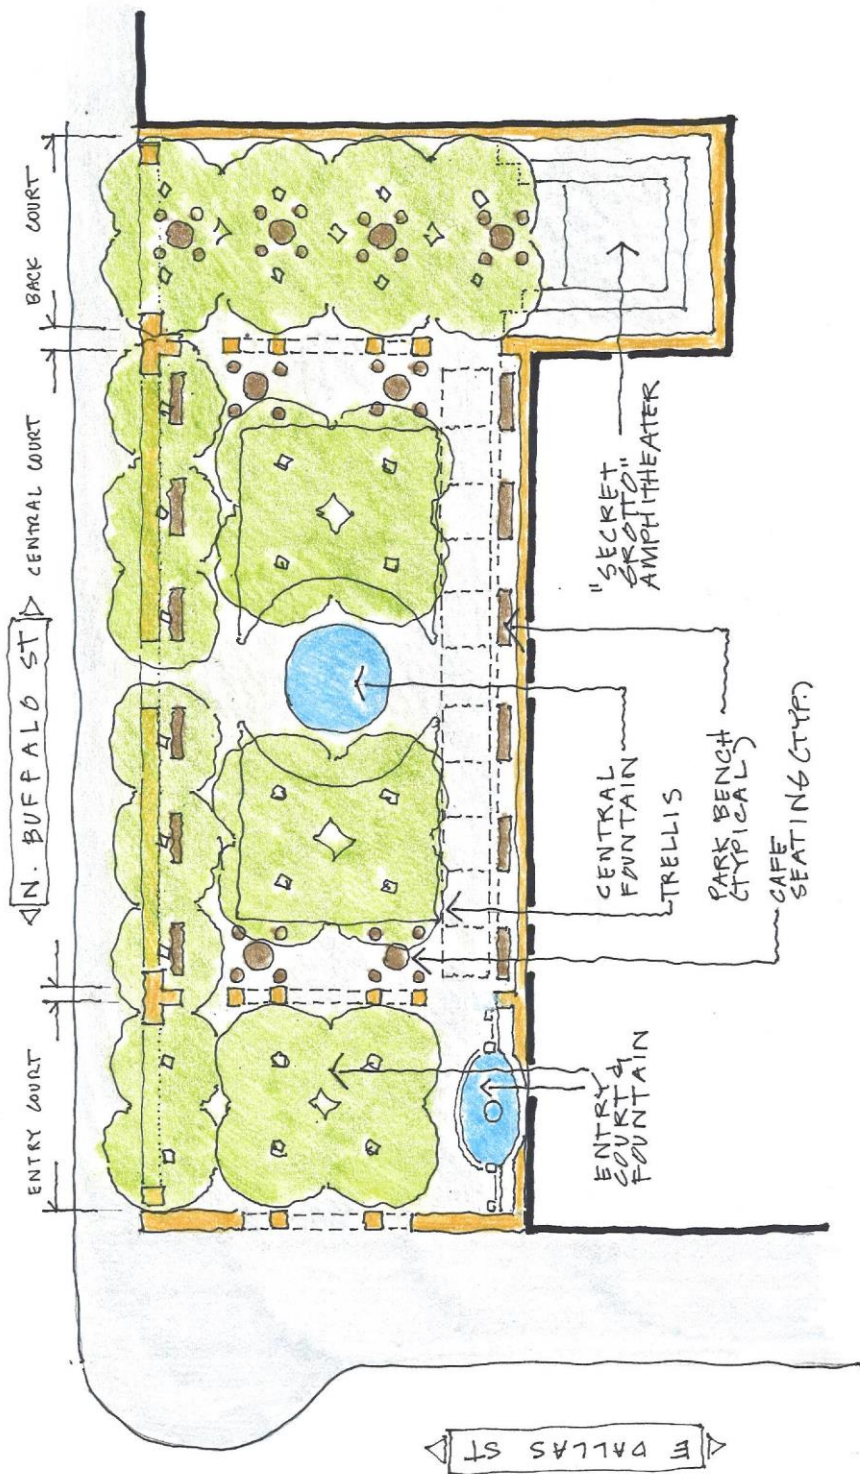 N. BUFFALO ST
ENTRY COURT
CENTRAL COURT
BACK COURT
E DALLAS ST
ENTRY
COURT &
FOUNTAIN
CENTRAL
FOUNTAIN
TRELLIS
PARK BENCH
(TYPICAL)
CAFE
SEATING (TYP.)
"SECRET
GROTTO"
AMPHITHEATER